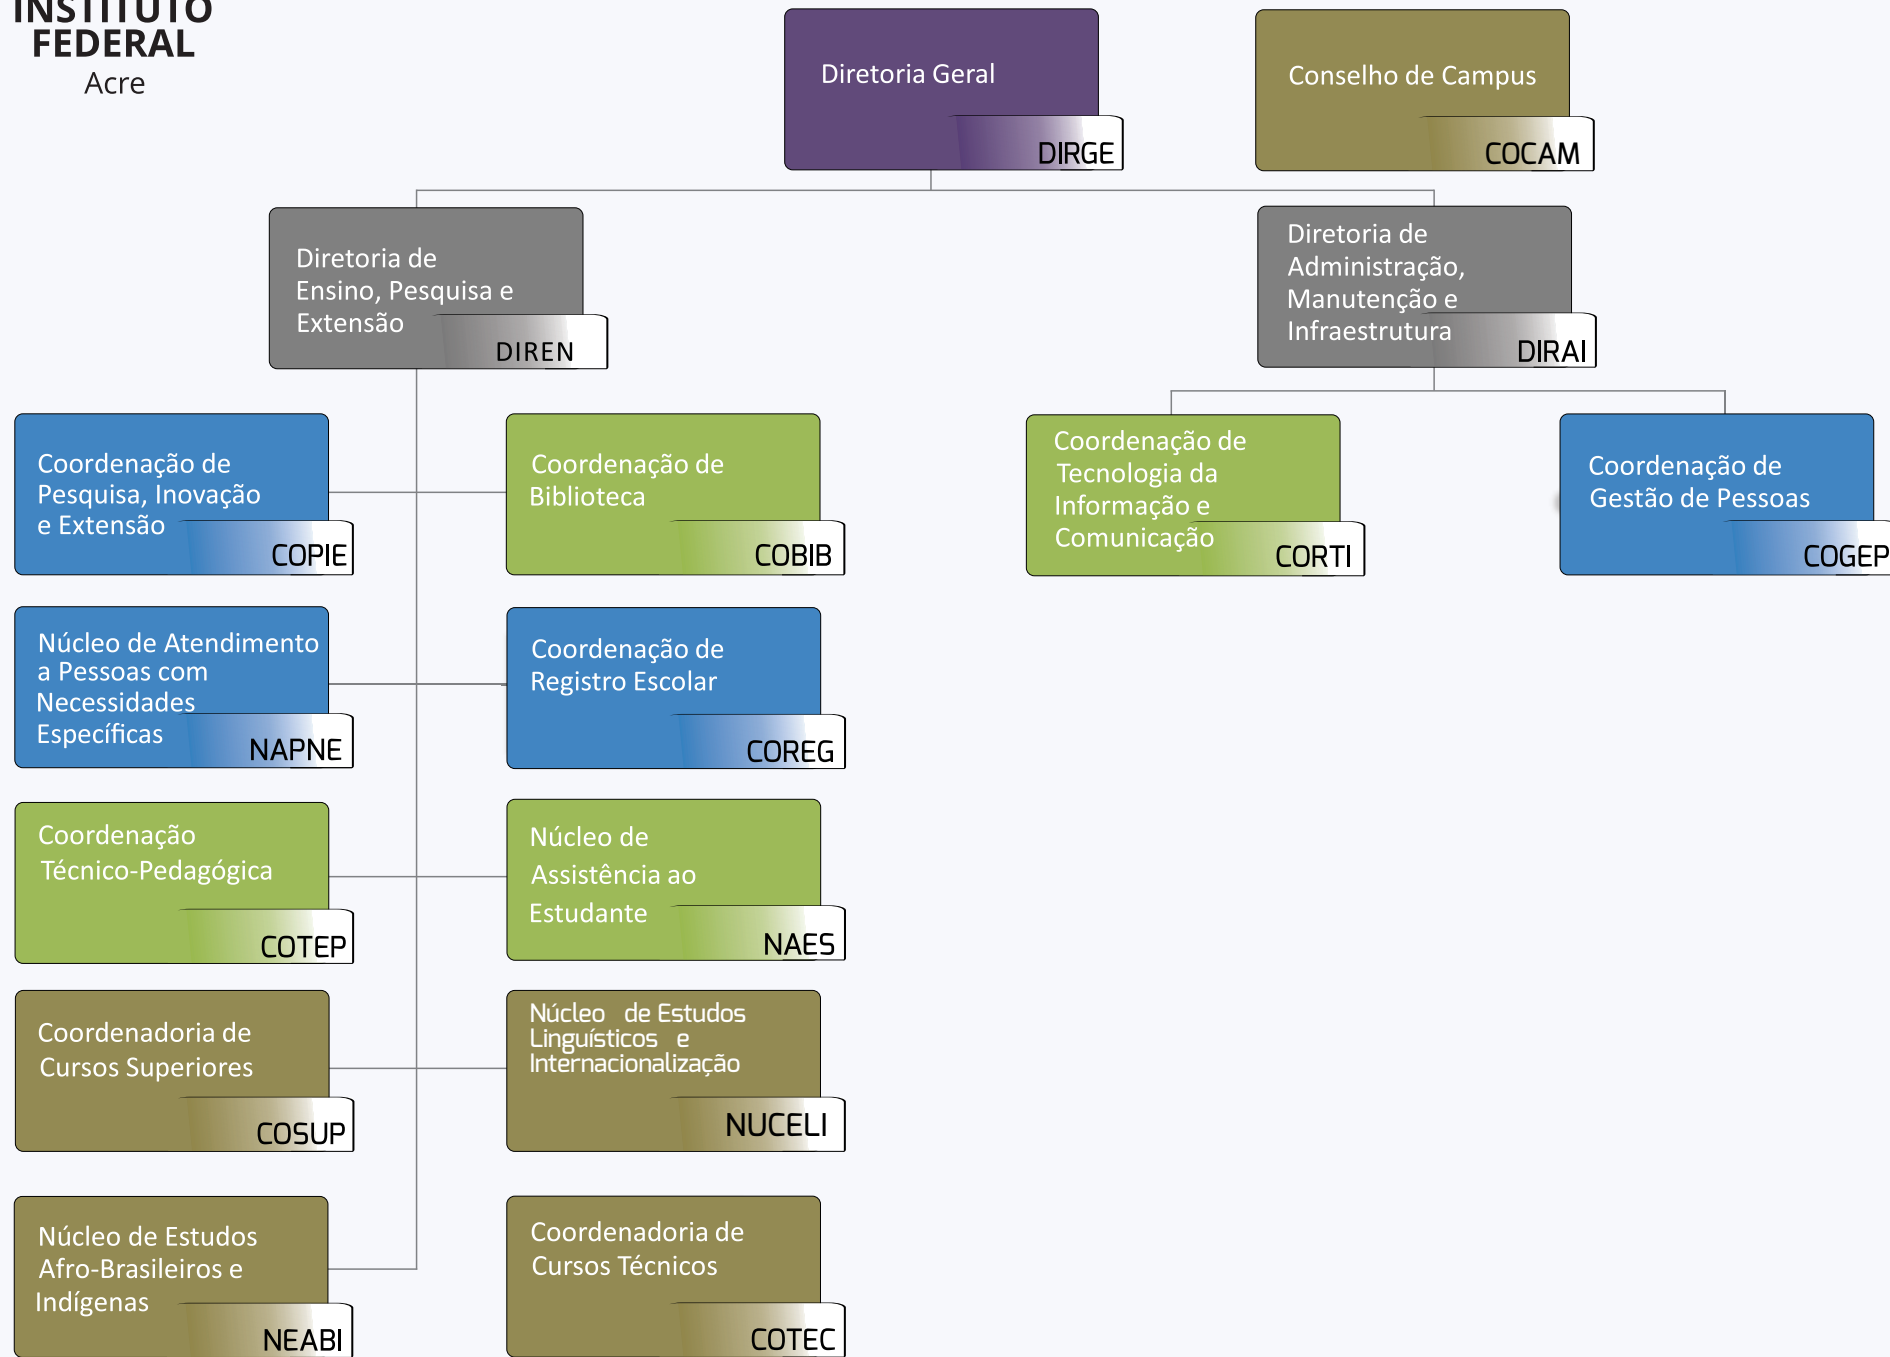 INSTITUTO
FEDERAL
Acre
Diretoria Geral
DIRGE
Conselho de Campus
COCAM
Diretoria de
Ensino, Pesquisa e
Extensão
DIREN
Diretoria de
Administração,
Manutenção e
Infraestrutura
DIRAI
Coordenação de
Pesquisa, Inovação
e Extensão
COPIE
Coordenação de
Biblioteca
COBIB
Coordenação de
Tecnologia da
Informação e
Comunicação
CORTI
Coordenação de
Gestão de Pessoas
COGEP
Núcleo de Atendimento
a Pessoas com
Necessidades
Específicas
NAPNE
Coordenação de
Registro Escolar
COREG
Coordenação
Técnico-Pedagógica
COTEP
Núcleo de
Assistência ao
Estudante
NAES
Coordenadoria de
Cursos Superiores
COSUP
Núcleo de Estudos
Linguísticos e
Internacionalização
NUCELI
Núcleo de Estudos
Afro-Brasileiros e
Indígenas
NEABI
Coordenadoria de
Cursos Técnicos
COTEC